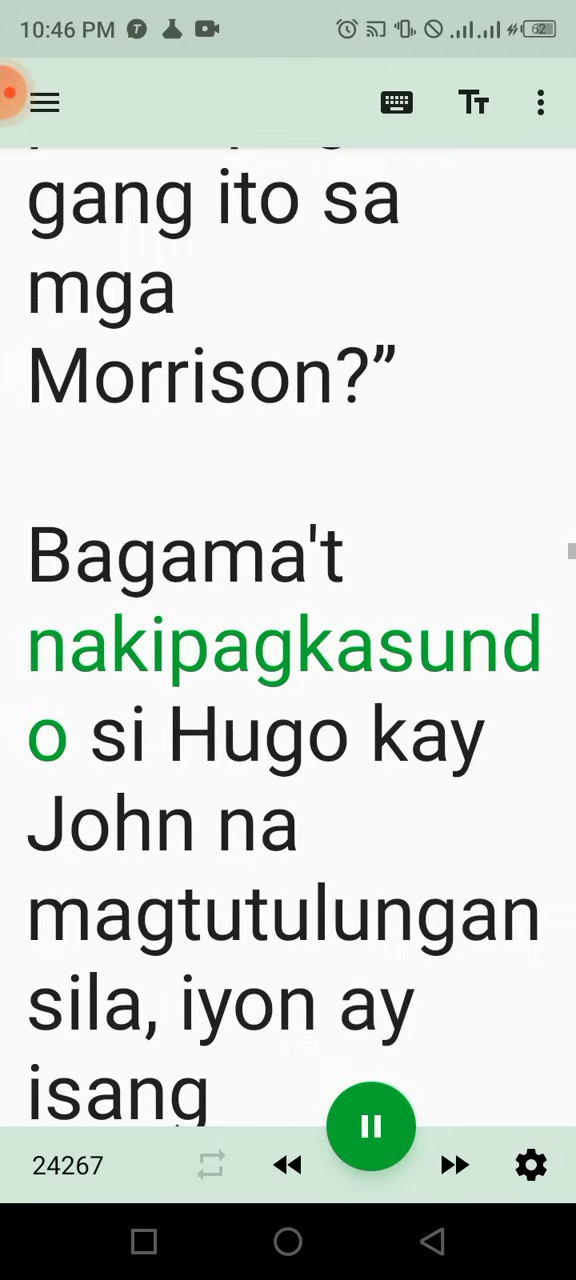 10:46 PM
62
gang ito sa
mga
Morrison?”
Bagama't
nakipagkasund
o si Hugo kay
John na
magtutulungan
sila, iyon ay
isang
24267